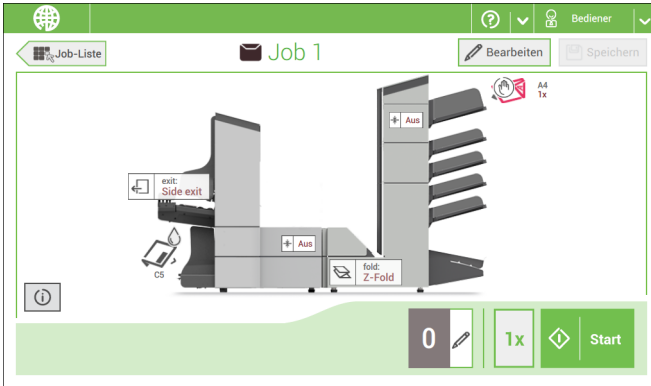 Bediener
Job-Liste
Job 1
Bearbeiten
Speichern
A4
1x
Aus
exit:
Side exit
Aus
C5
fold:
Z-Fold
0
1x
Start